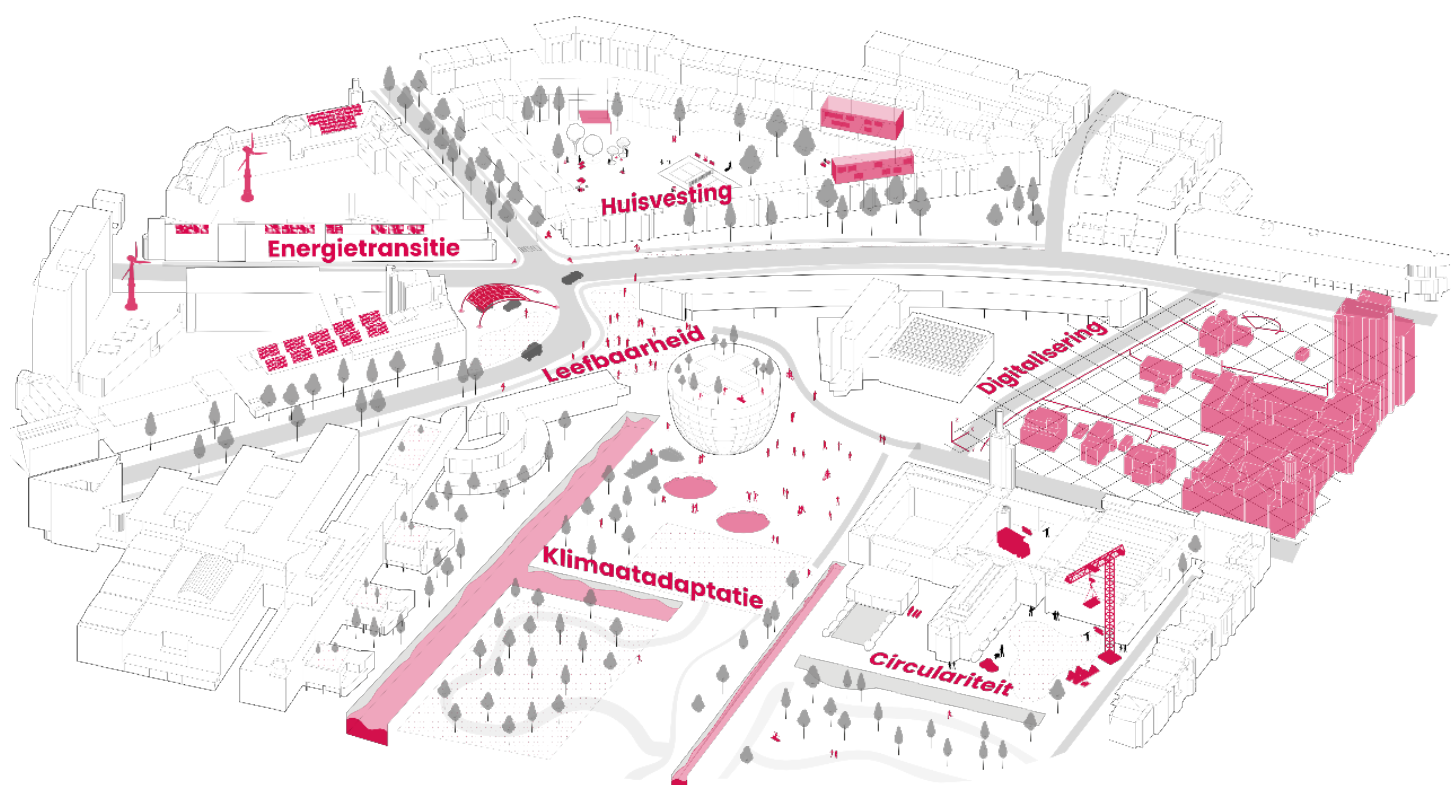 Huisvesting
Energietransitie
Leefbaarheid
Digitalisering
Klimaatadaptatie
Circulariteit